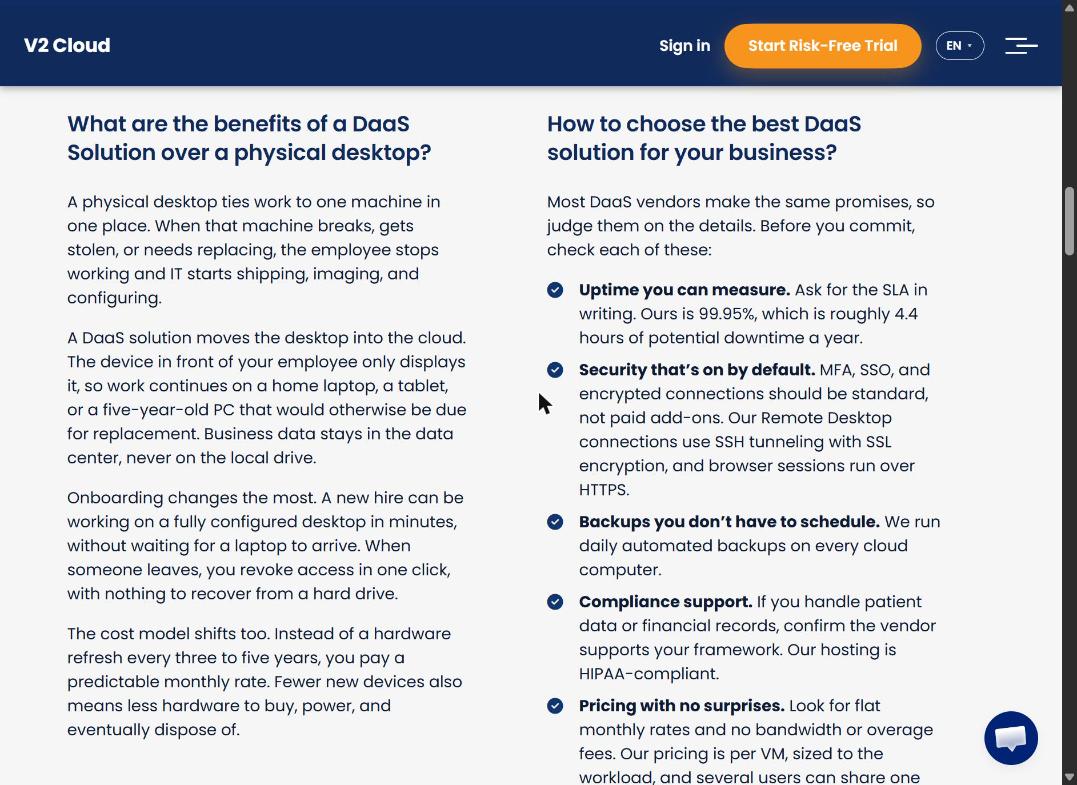 V2 Cloud
Sign in
Start Risk-Free Trial
EN
What are the benefits of a DaaS
Solution over a physical desktop?
A physical desktop ties work to one machine in
one place. When that machine breaks, gets
stolen, or needs replacing, the employee stops
working and IT starts shipping, imaging, and
configuring.
A DaaS solution moves the desktop into the cloud.
The device in front of your employee only displays
it, so work continues on a home laptop, a tablet,
or a five-year-old PC that would otherwise be due
for replacement. Business data stays in the data
center, never on the local drive.
Onboarding changes the most. A new hire can be
working on a fully configured desktop in minutes,
without waiting for a laptop to arrive. When
someone leaves, you revoke access in one click,
with nothing to recover from a hard drive.
The cost model shifts too. Instead of a hardware
refresh every three to five years, you pay a
predictable monthly rate. Fewer new devices also
means less hardware to buy, power, and
eventually dispose of.
How to choose the best DaaS
solution for your business?
Most DaaS vendors make the same promises, so
judge them on the details. Before you commit,
check each of these:
Uptime you can measure. Ask for the SLA in
writing. Ours is 99.95%, which is roughly 4.4
hours of potential downtime a year.
Security that's on by default. MFA, SSO, and
encrypted connections should be standard,
not paid add-ons. Our Remote Desktop
connections use SSH tunneling with SSL
encryption, and browser sessions run over
HTTPS.
Backups you don't have to schedule. We run
daily automated backups on every cloud
computer.
Compliance support. If you handle patient
data or financial records, confirm the vendor
supports your framework. Our hosting is
HIPAA-compliant.
Pricing with no surprises. Look for flat
monthly rates and no bandwidth or overage
fees. Our pricing is per VM, sized to the
workload, and several users can share one